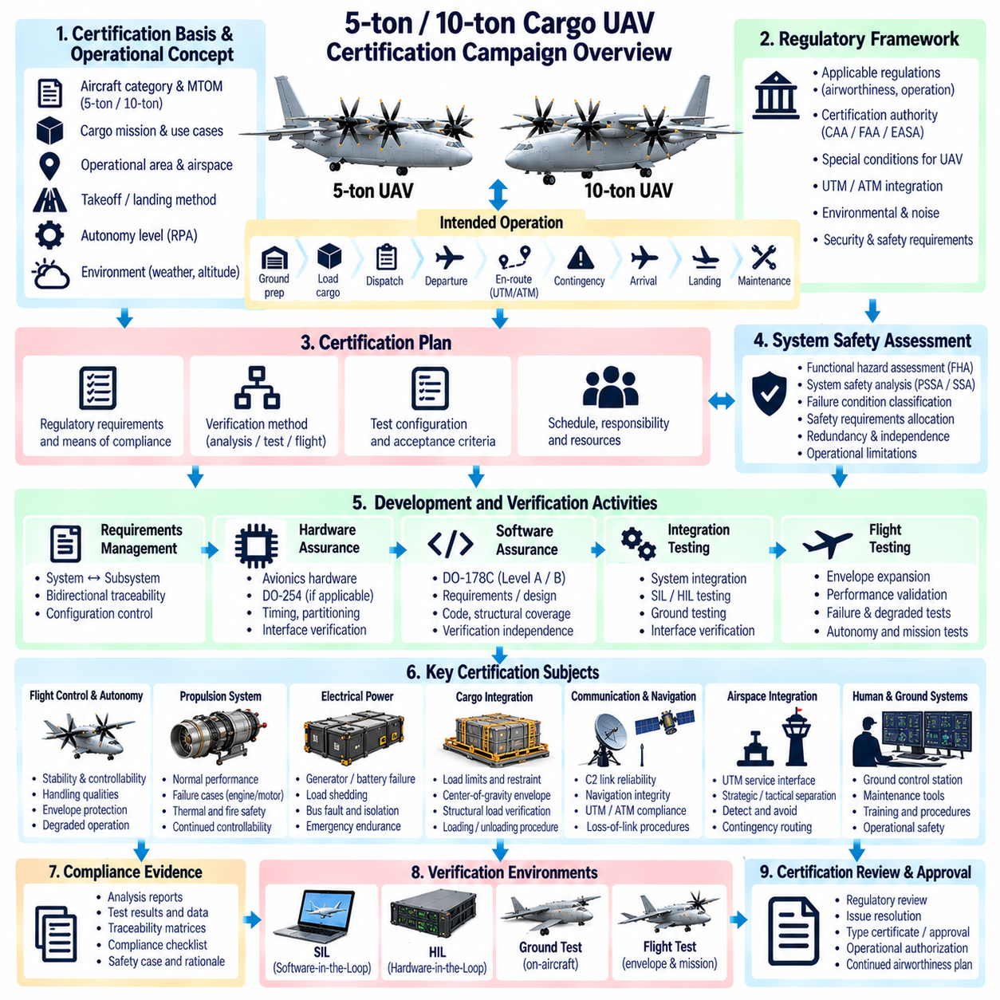 5-ton / 10-ton Cargo UAV
Certification Campaign Overview
1. Certification Basis &
Operational Concept
Aircraft category & MTOM
(5-ton / 10-ton)
Cargo mission & use cases
Operational area & airspace
Takeoff / landing method
Autonomy level (RPA)
Environment (weather, altitude)
5-ton UAV
10-ton UAV
2. Regulatory Framework
• Applicable regulations
• (airworthiness, operation)
• Certification authority
(CAA / FAA / EASA)
• Special conditions for UAV
• UTM / ATM integration
• Environmental & noise
• Security & safety requirements
Intended Operation
Ground
prep
Load
cargo
Dispatch
Departure
En-route
(UTM/ATM)
Contingency
Arrival
Landing
Maintenance
3. Certification Plan
Regulatory requirements
and means of compliance
Verification method
(analysis / test / flight)
Test configuration
and acceptance criteria
Schedule, responsibility
and resources
4. System Safety Assessment
• Functional hazard assessment (FHA)
• System safety analysis (PSSA / SSA)
• Failure condition classification
• Safety requirements allocation
• Redundancy & independence
• Operational limitations
5. Development and Verification Activities
Requirements
Management
• System ↔ Subsystem
• Bidirectional traceability
• Configuration control
Hardware
Assurance
• Avionics hardware
• DO-254 (if applicable)
• Timing, partitioning
• Interface verification
</>
Software
Assurance
• DO-178C (Level A / B)
• Requirements / design
• Code, structural coverage
• Verification independence
Integration
Testing
• System integration
• SIL / HIL testing
• Ground testing
• Interface verification
Flight
Testing
• Envelope expansion
• Performance validation
• Failure & degraded tests
• Autonomy and mission tests
6. Key Certification Subjects
Flight Control & Autonomy
• Stability & controllability
• Handling qualities
• Envelope protection
• Degraded operation
Propulsion System
• Normal performance
• Failure cases (engine/motor)
• Thermal and fire safety
• Continued controllability
Electrical Power
• Generator / battery failure
• Load shedding
• Bus fault and isolation
• Emergency endurance
Cargo Integration
• Load limits and restraint
• Center-of-gravity envelope
• Structural load verification
• Loading / unloading procedure
Communication & Navigation
• C2 link reliability
• Navigation integrity
• UTM / ATM compliance
• Loss-of-link procedures
Airspace Integration
• UTM service interface
• Strategic / tactical separation
• Detect and avoid
• Contingency routing
Human & Ground Systems
• Ground control station
• Maintenance tools
• Training and procedures
• Operational safety
7. Compliance Evidence
• Analysis reports
• Test results and data
• Traceability matrices
• Compliance checklist
• Safety case and rationale
8. Verification Environments
SIL
(Software-in-the-Loop)
HIL
(Hardware-in-the-Loop)
Ground Test
(on-aircraft)
Flight Test
(envelope & mission)
9. Certification Review & Approval
• Regulatory review
• Issue resolution
• Type certificate / approval
• Operational authorization
• Continued airworthiness plan